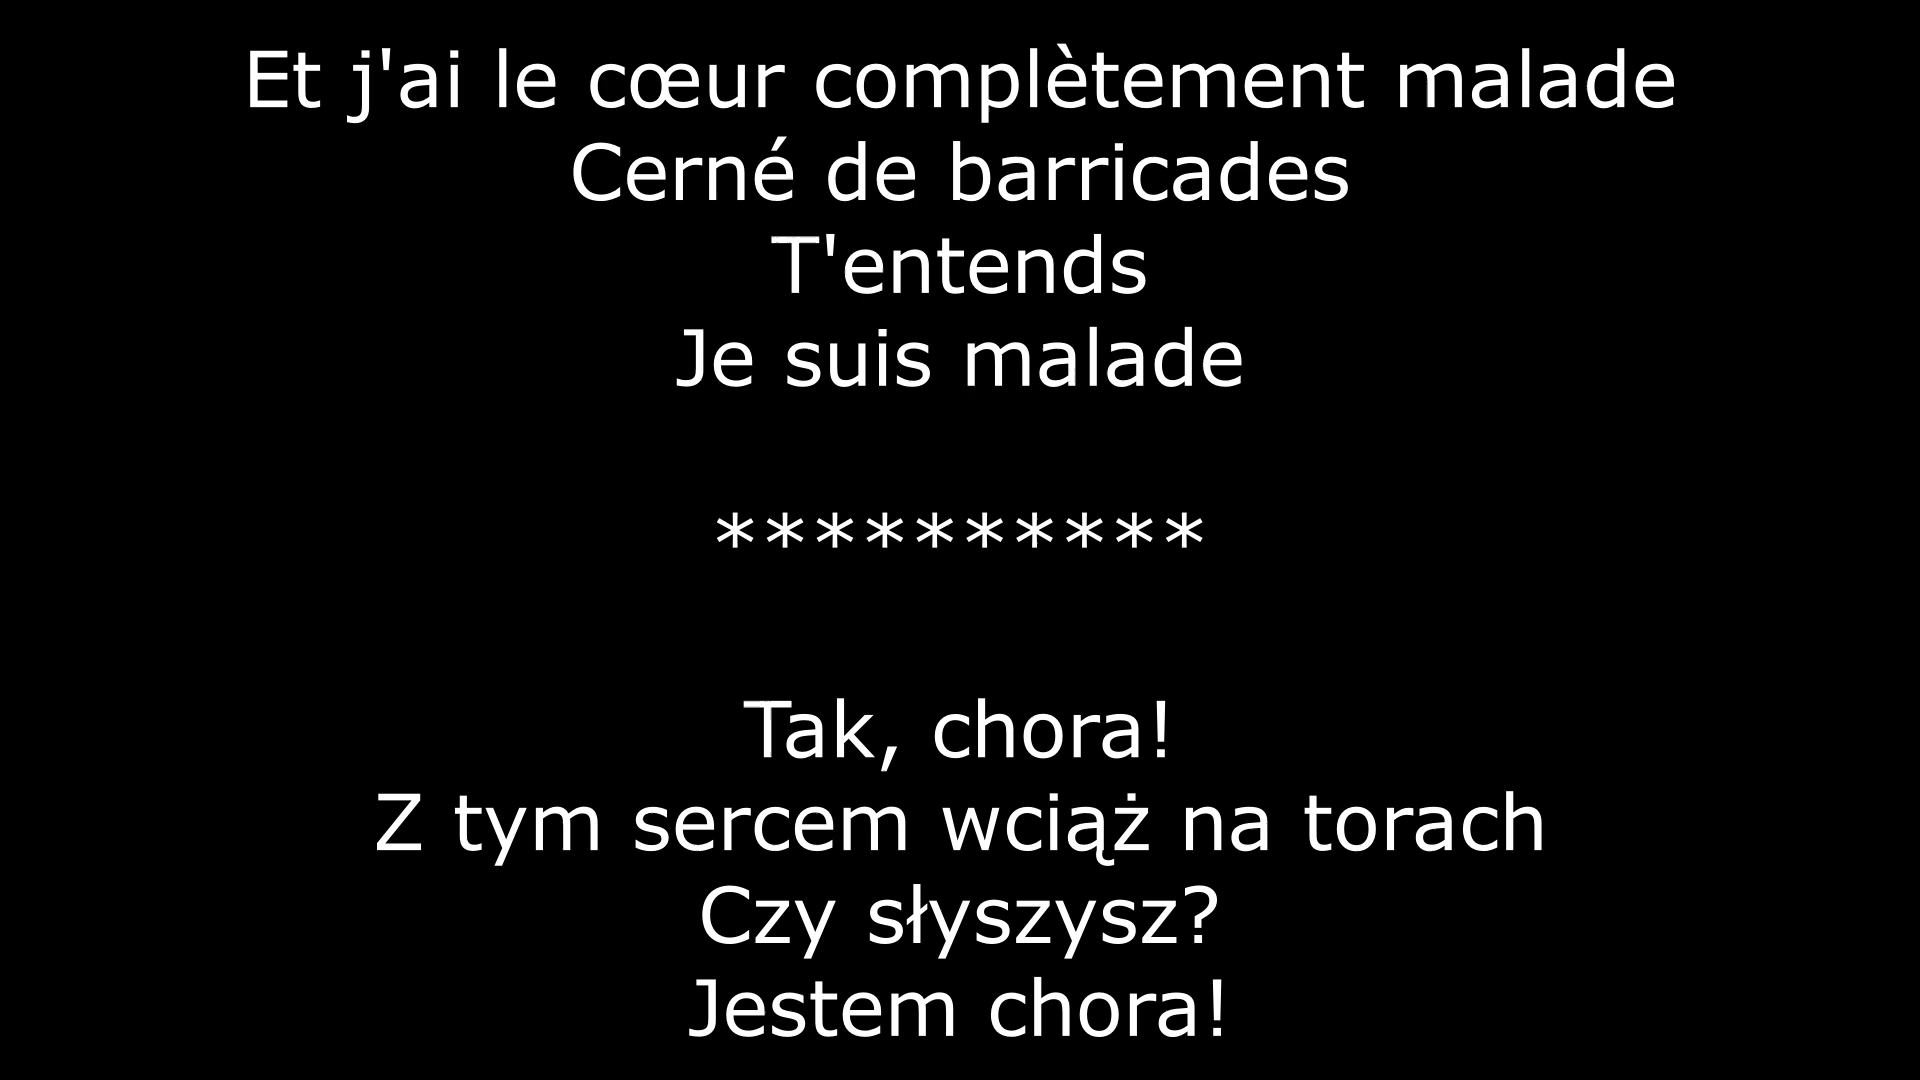 Et j'ai le cœur complètement malade
Cerné de barricades
T'entends
Je suis malade
**********
Tak, chora!
Z tym sercem wciąż na torach
Czy słyszysz?
Jestem chora!